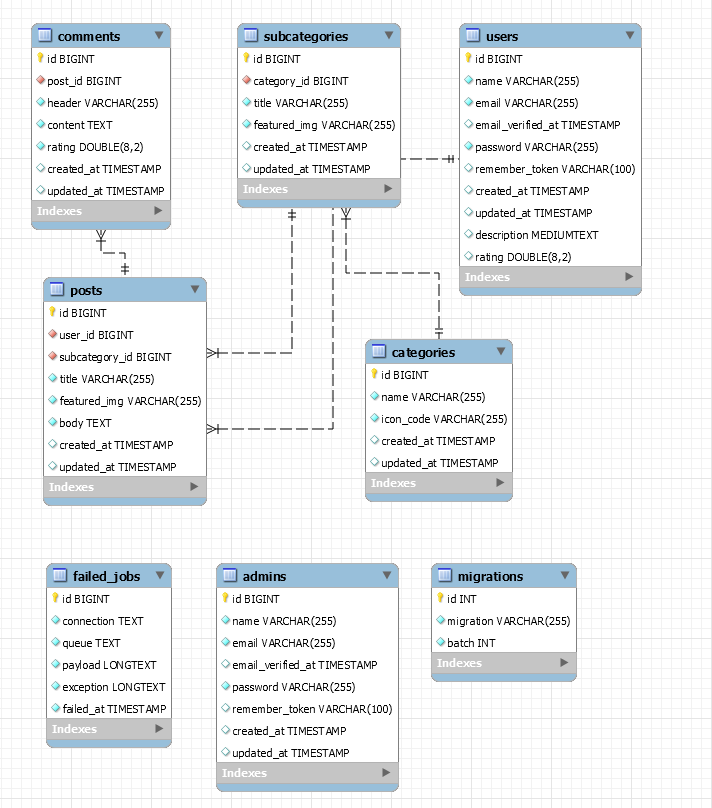 comments
id BIGINT
post_id BIGINT
header VARCHAR(255)
content TEXT
rating DOUBLE(8,2)
created_at TIMESTAMP
updated_at TIMESTAMP
Indexes
subcategories
id BIGINT
category_id BIGINT
title VARCHAR(255)
featured_img VARCHAR(255)
created_at TIMESTAMP
updated_at TIMESTAMP
Indexes
users
id BIGINT
name VARCHAR(255)
email VARCHAR(255)
email_verified_at TIMESTAMP
password VARCHAR(255)
remember_token VARCHAR(100)
created_at TIMESTAMP
updated_at TIMESTAMP
description MEDIUMTEXT
rating DOUBLE(8,2)
Indexes
posts
id BIGINT
user_id BIGINT
subcategory_id BIGINT
title VARCHAR(255)
featured_img VARCHAR(255)
body TEXT
created_at TIMESTAMP
updated_at TIMESTAMP
Indexes
categories
id BIGINT
name VARCHAR(255)
icon_code VARCHAR(255)
created_at TIMESTAMP
updated_at TIMESTAMP
Indexes
failed_jobs
id BIGINT
connection TEXT
queue TEXT
payload LONGTEXT
exception LONGTEXT
failed_at TIMESTAMP
Indexes
admins
id BIGINT
name VARCHAR(255)
email VARCHAR(255)
email_verified_at TIMESTAMP
password VARCHAR(255)
remember_token VARCHAR(100)
created_at TIMESTAMP
updated_at TIMESTAMP
Indexes
migrations
id INT
migration VARCHAR(255)
batch INT
Indexes